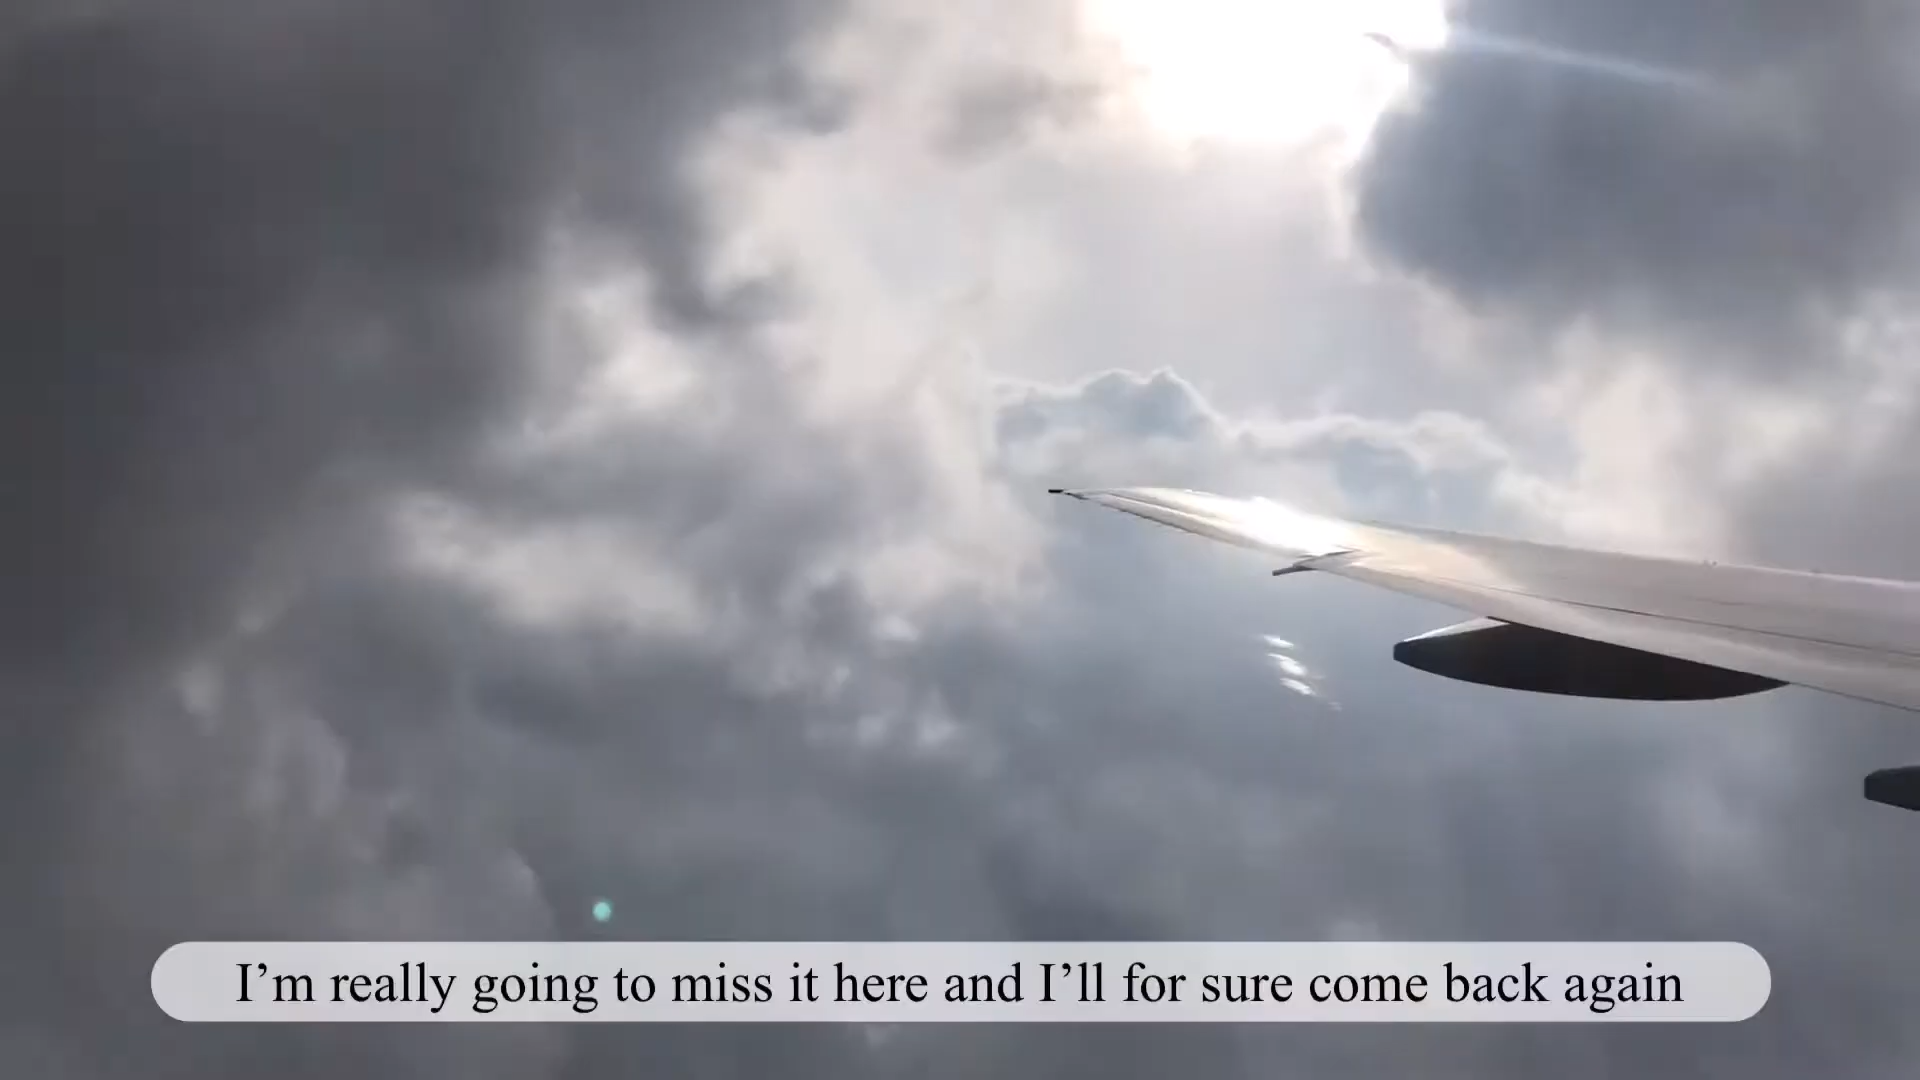 I’m really going to miss it here and I’ll for sure come back again